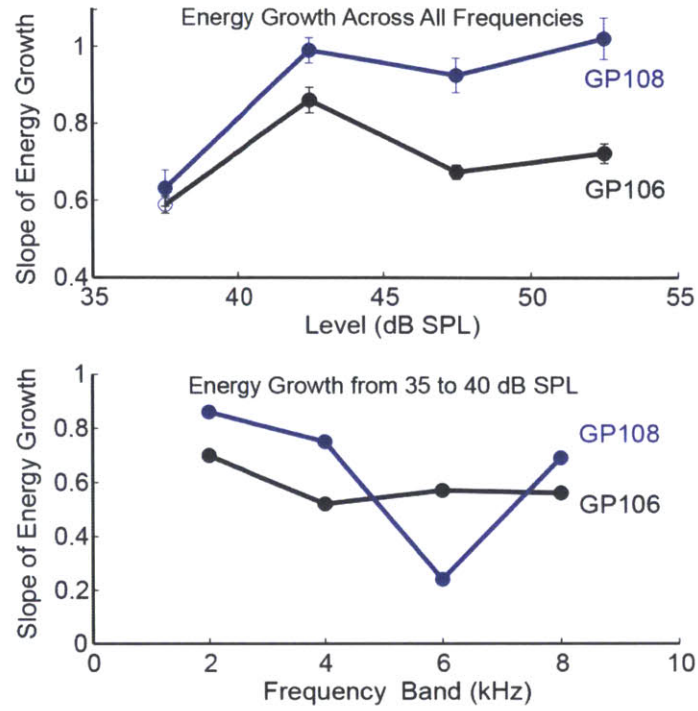 Energy Growth Across All Frequencies
1
0.8
0.6
0.4
Slope of Energy Growth
GP108
GP106
35 40 45 50 55
Level (dB SPL)
Energy Growth from 35 to 40 dB SPL
1
0.8
0.6
0.4
0.2
0
Slope of Energy Growth
GP108
GP106
0 2 4 6 8 10
Frequency Band (kHz)